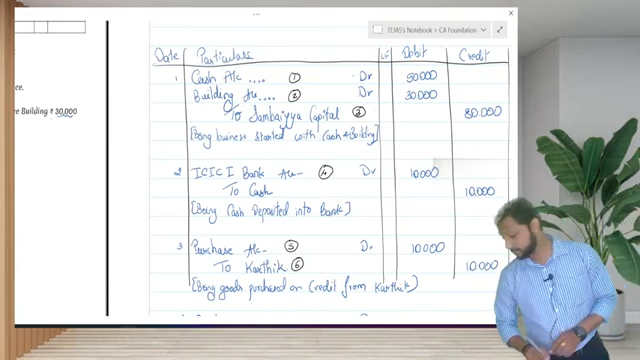 TEJAS's Notebook > CA Foundation
ce.
re Building ₹ 30,000
Date Particulars LF Debit Credit
1 Cash A/c .... ① Dr 50000
Building A/c .... ② Dr 30000
To Sambaiyya Capital ③ 80.000
[Being business started with Cash & Building]
2 ICICI Bank A/c- ④ Dr 10000
To Cash 10,000
[Being Cash Deposited into Bank]
3 Purchase A/c- ⑤ Dr 10000
To Karthik ⑥ 10.000
[Being goods purchased on Credit from Karthik]